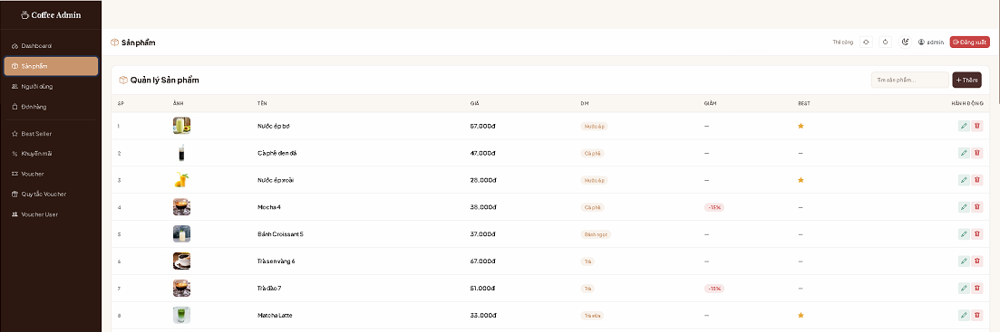 Coffee Admin
Dashboard
Sản phẩm
Người dùng
Đơn hàng
Best Seller
Khuyến mãi
Voucher
Quy tắc Voucher
Voucher User
Sản phẩm
Thế công admin Đăng xuất
Quản lý Sản phẩm
Tìm sản phẩm... + Thêm
SP ẢNH TÊN GIÁ DM GIẢM BEST HÀNH ĐỘNG
1 Nước ép bơ 57.000đ Nước ép —
2 Cà phê đen đá 47.000đ Cà phê — —
3 Nước ép xoài 28.000đ Nước ép —
4 Mocha 4 38.000đ Cà phê -15% —
5 Bánh Croissant 5 37.000đ Bánh ngọt — —
6 Trà sen vàng 6 67.000đ Trà — —
7 Trà đào 7 51.000đ Trà -15% —
8 Matcha Latte 33.000đ Trà sữa —